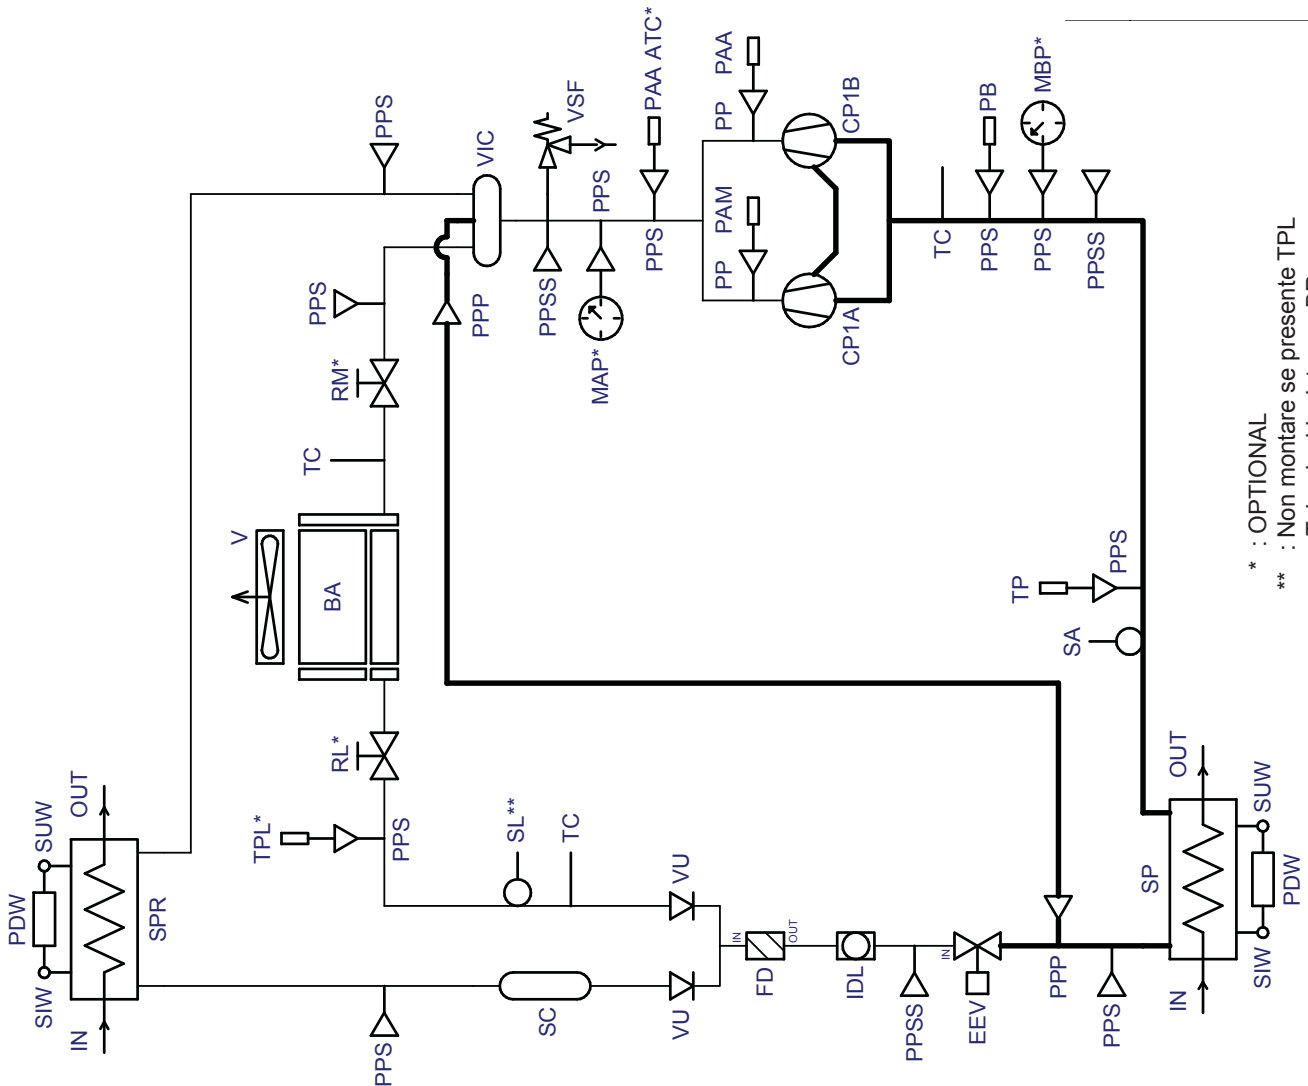 PDW
SIW
SUW
IN
OUT
SPR
V
TPL*
TC
PPS
BA
RL*
RM*
PPS
PPS
PPS
PPP
VIC
SL**
SC
PPSS
TC
VSF
MAP*
PPS
PPS
PAA ATC*
VU
VU
PP
PAM
PP
PAA
IN
FD
OUT
CP1A
CP1B
IDL
PPSS
IN
TC
EEV
PPS
PB
TP
PPS
MBP*
PPP
SA
PPSS
PPS
PPS
SP
IN
OUT
SIW
SUW
PDW
* : OPTIONAL
** : Non montare se presente TPL